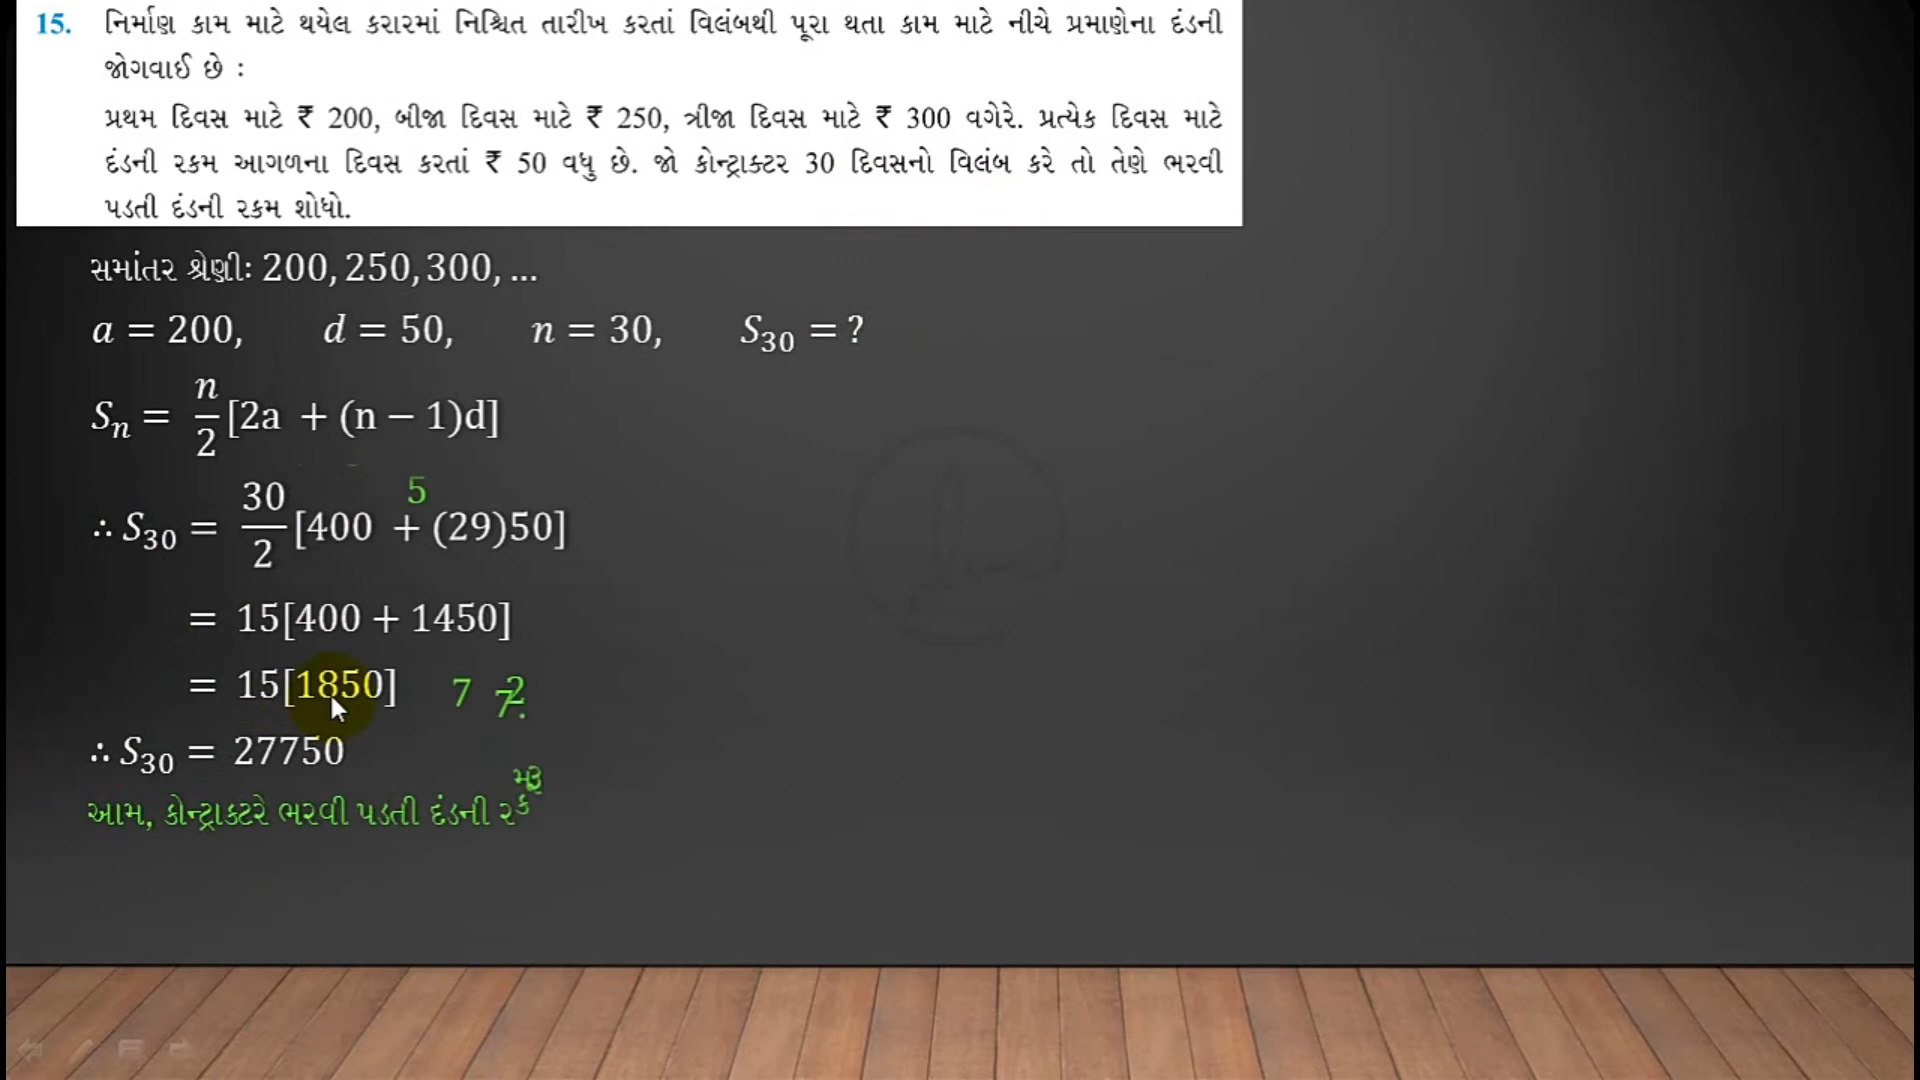 15. નિર્માણ કામ માટે થયેલ કરારમાં નિશ્ચિત તારીખ કરતાં વિલંબથી પૂરા થતા કામ માટે નીચે પ્રમાણેના દંડની
જોગવાઈ છે :
પ્રથમ દિવસ માટે ₹ 200, બીજા દિવસ માટે ₹ 250, ત્રીજા દિવસ માટે ₹ 300 વગેરે. પ્રત્યેક દિવસ માટે
દંડની રકમ આગળના દિવસ કરતાં ₹ 50 વધુ છે. જો કોન્ટ્રાક્ટર 30 દિવસનો વિલંબ કરે તો તેણે ભરવી
પડતી દંડની રકમ શોધો.
સમાંતર શ્રેણીઃ 200, 250, 300, ...
a = 200, d = 50, n = 30, S₃₀ = ?
Sₙ = n/2 [2a + (n − 1)d]
5
∴ S₃₀ = 30/2 [400 + (29)50]
= 15[400 + 1450]
= 15[1850] 7 7 2
∴ S₃₀ = 27750
આમ, કોન્ટ્રાક્ટરે ભરવી પડતી દંડની રકમ